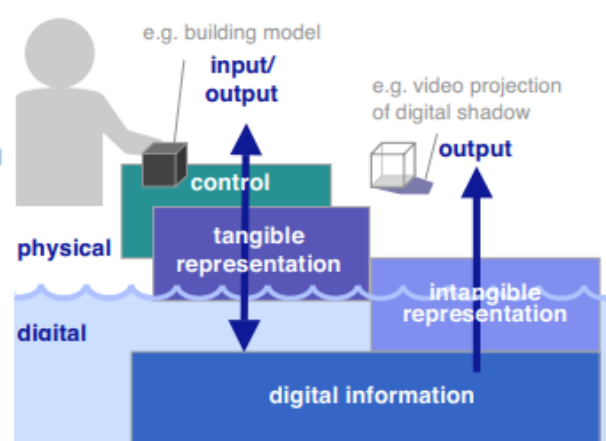 e.g. building model
input/
output
e.g. video projection
of digital shadow
output
control
tangible
representation
physical
intangible
representation
digital
digital information